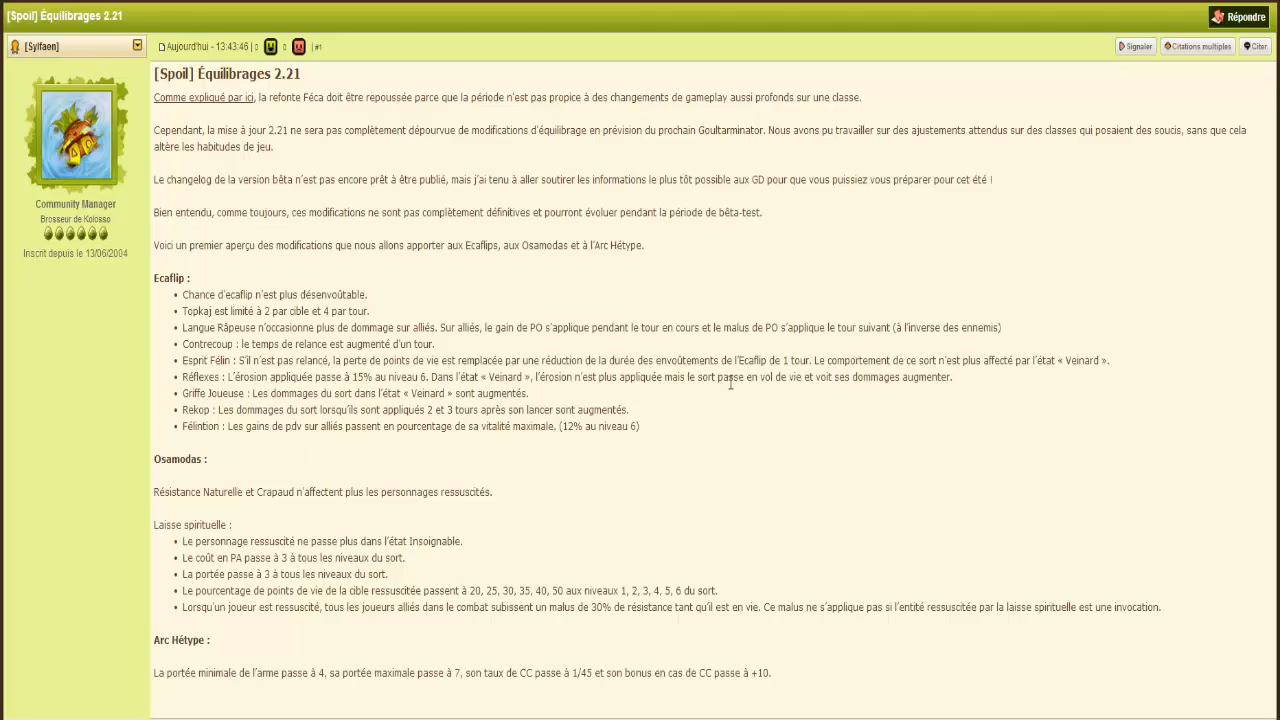 [Spoil] Équilibrages 2.21
Répondre
[Sylfaen]
Aujourd'hui - 13:43:46 | | #1
Signaler
Citations multiples
Citer
[Spoil] Équilibrages 2.21
Comme expliqué par ici, la refonte Féca doit être repoussée parce que la période n'est pas propice à des changements de gameplay aussi profonds sur une classe.
Cependant, la mise à jour 2.21 ne sera pas complètement dépourvue de modifications d'équilibrage en prévision du prochain Goultarminator. Nous avons pu travailler sur des ajustements attendus sur des classes qui posaient des soucis, sans que cela
altère les habitudes de jeu.
Le changelog de la version bêta n'est pas encore prêt à être publié, mais j'ai tenu à aller soutirer les informations le plus tôt possible aux GD pour que vous puissiez vous préparer pour cet été !
Community Manager
Brosseur de Kolosso
Inscrit depuis le 13/06/2004
Bien entendu, comme toujours, ces modifications ne sont pas complètement définitives et pourront évoluer pendant la période de bêta-test.
Voici un premier aperçu des modifications que nous allons apporter aux Ecaflips, aux Osamodas et à l'Arc Hétype.
Ecaflip :
• Chance d'ecaflip n'est plus désenvoûtable.
• Topkaj est limité à 2 par cible et 4 par tour.
• Langue Râpeuse n'occasionne plus de dommage sur alliés. Sur alliés, le gain de PO s'applique pendant le tour en cours et le malus de PO s'applique le tour suivant (à l'inverse des ennemis)
• Contrecoup : le temps de relance est augmenté d'un tour.
• Esprit Félin : S'il n'est pas relancé, la perte de points de vie est remplacée par une réduction de la durée des envoûtements de l'Ecaflip de 1 tour. Le comportement de ce sort n'est plus affecté par l'état « Veinard ».
• Réflexes : L'érosion appliquée passe à 15% au niveau 6. Dans l'état « Veinard », l'érosion n'est plus appliquée mais le sort passe en vol de vie et voit ses dommages augmenter.
• Griffe Joueuse : Les dommages du sort dans l'état « Veinard » sont augmentés.
• Rekop : Les dommages du sort lorsqu'ils sont appliqués 2 et 3 tours après son lancer sont augmentés.
• Félintion : Les gains de pdv sur alliés passent en pourcentage de sa vitalité maximale. (12% au niveau 6)
Osamodas :
Résistance Naturelle et Crapaud n'affectent plus les personnages ressuscités.
Laisse spirituelle :
• Le personnage ressuscité ne passe plus dans l'état Insoignable.
• Le coût en PA passe à 3 à tous les niveaux du sort.
• La portée passe à 3 à tous les niveaux du sort.
• Le pourcentage de points de vie de la cible ressuscitée passent à 20, 25, 30, 35, 40, 50 aux niveaux 1, 2, 3, 4, 5, 6 du sort.
• Lorsqu'un joueur est ressuscité, tous les joueurs alliés dans le combat subissent un malus de 30% de résistance tant qu'il est en vie. Ce malus ne s'applique pas si l'entité ressuscitée par la laisse spirituelle est une invocation.
Arc Hétype :
La portée minimale de l'arme passe à 4, sa portée maximale passe à 7, son taux de CC passe à 1/45 et son bonus en cas de CC passe à +10.